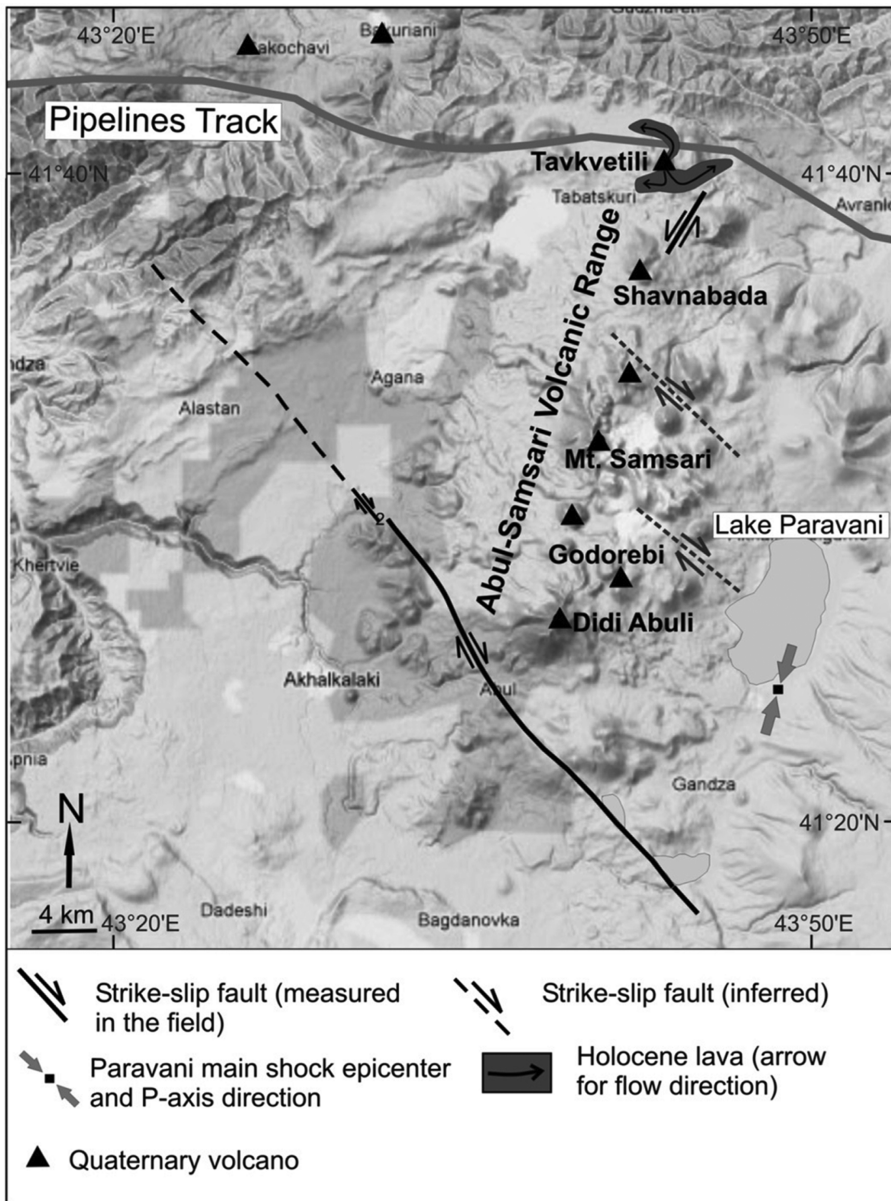 43°20'E
43°50'E
Bakuriani
Pipelines Track
41°40'N
Tavkvetili
41°40'N
Tabatskuri
Shavnabada
Abul-Samsari Volcanic Range
Agana
Alastan
Mt. Samsari
2
Lake Paravani
Godorebi
Khertvie
Didi Abuli
Akhalkalaki
Abul
Gandza
N
41°20'N
4 km
43°20'E
Dadeshi
Bagdanovka
43°50'E
Strike-slip fault (measured
in the field)
Strike-slip fault (inferred)
Paravani main shock epicenter
and P-axis direction
Holocene lava (arrow
for flow direction)
Quaternary volcano